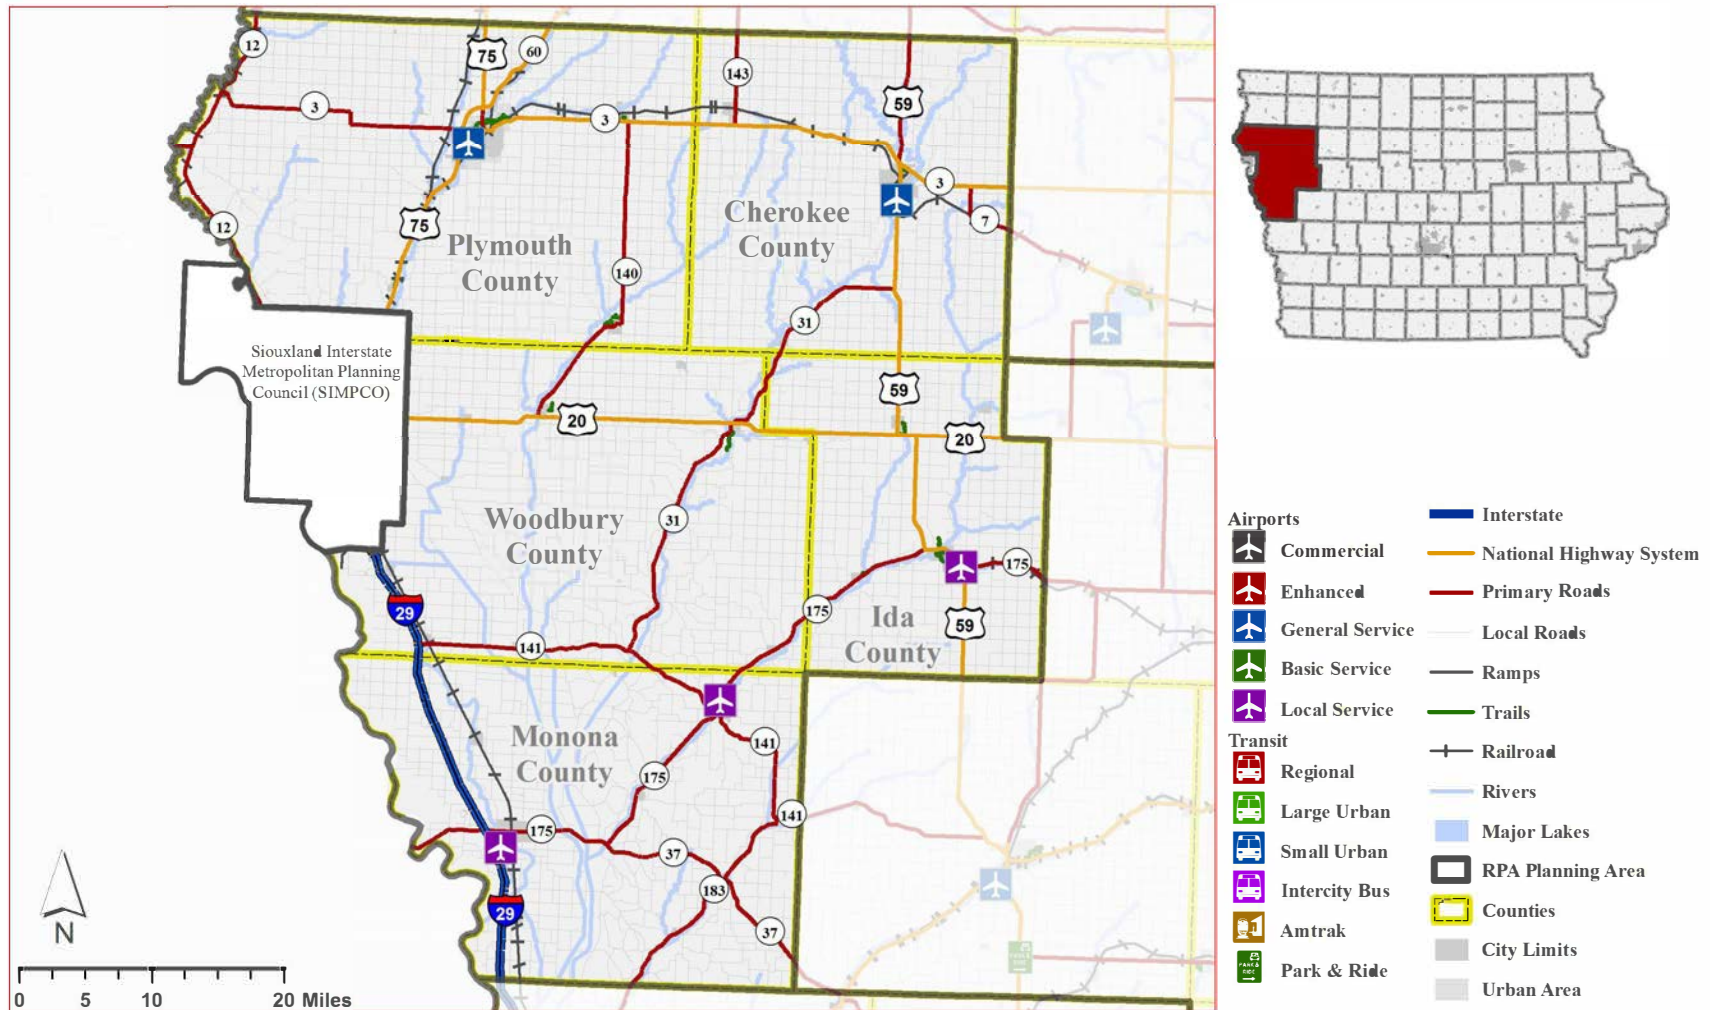 12
75
60
143
59
3
3
3
7
75
12
Cherokee
County
Plymouth
County
140
31
Siouxland Interstate
Metropolitan Planning
Council (SIMPCO)
59
20
20
31
Woodbury
County
175
29
175
59
Ida
County
141
Monona
County
141
175
141
175
37
183
29
37
N
0 5 10 20 Miles
Airports
Commercial
Enhanced
General Service
Basic Service
Local Service
Transit
Regional
Large Urban
Small Urban
Intercity Bus
Amtrak
PARK &
RIDE
Park & Ride
Interstate
National Highway System
Primary Roads
Local Roads
Ramps
Trails
Railroad
Rivers
Major Lakes
RPA Planning Area
Counties
City Limits
Urban Area